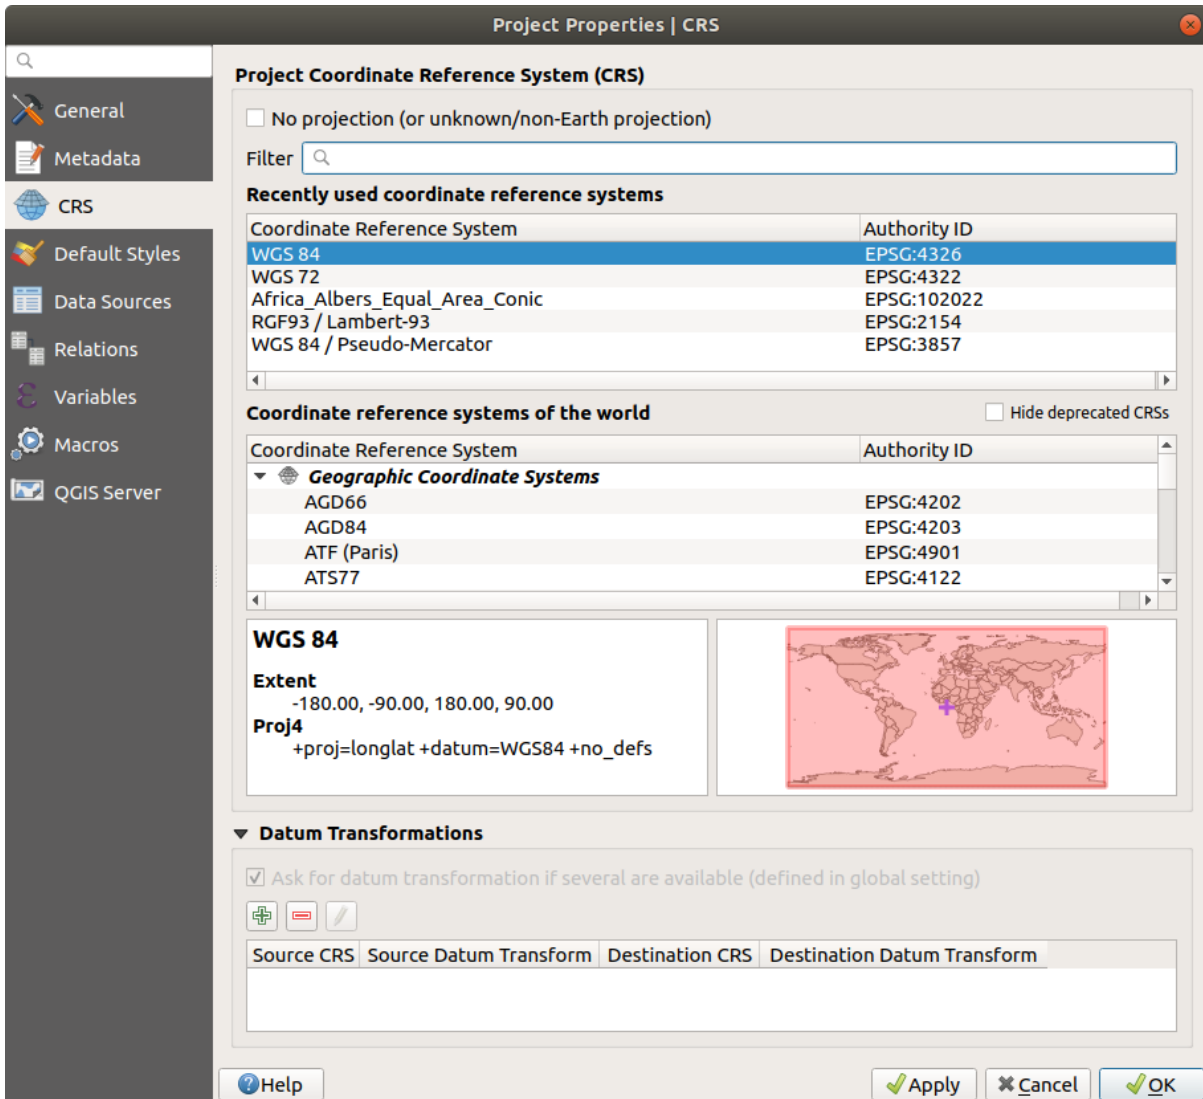 Project Properties | CRS
General
Metadata
CRS
Default Styles
Data Sources
Relations
Variables
Macros
QGIS Server
Project Coordinate Reference System (CRS)
No projection (or unknown/non-Earth projection)
Filter
Recently used coordinate reference systems
Coordinate Reference System Authority ID
WGS 84 EPSG:4326
WGS 72 EPSG:4322
Africa_Albers_Equal_Area_Conic EPSG:102022
RGF93 / Lambert-93 EPSG:2154
WGS 84 / Pseudo-Mercator EPSG:3857
Coordinate reference systems of the world Hide deprecated CRSs
Coordinate Reference System Authority ID
Geographic Coordinate Systems
AGD66 EPSG:4202
AGD84 EPSG:4203
ATF (Paris) EPSG:4901
ATS77 EPSG:4122
WGS 84
Extent
-180.00, -90.00, 180.00, 90.00
Proj4
+proj=longlat +datum=WGS84 +no_defs
Datum Transformations
Ask for datum transformation if several are available (defined in global setting)
Source CRS Source Datum Transform Destination CRS Destination Datum Transform
Help Apply Cancel OK